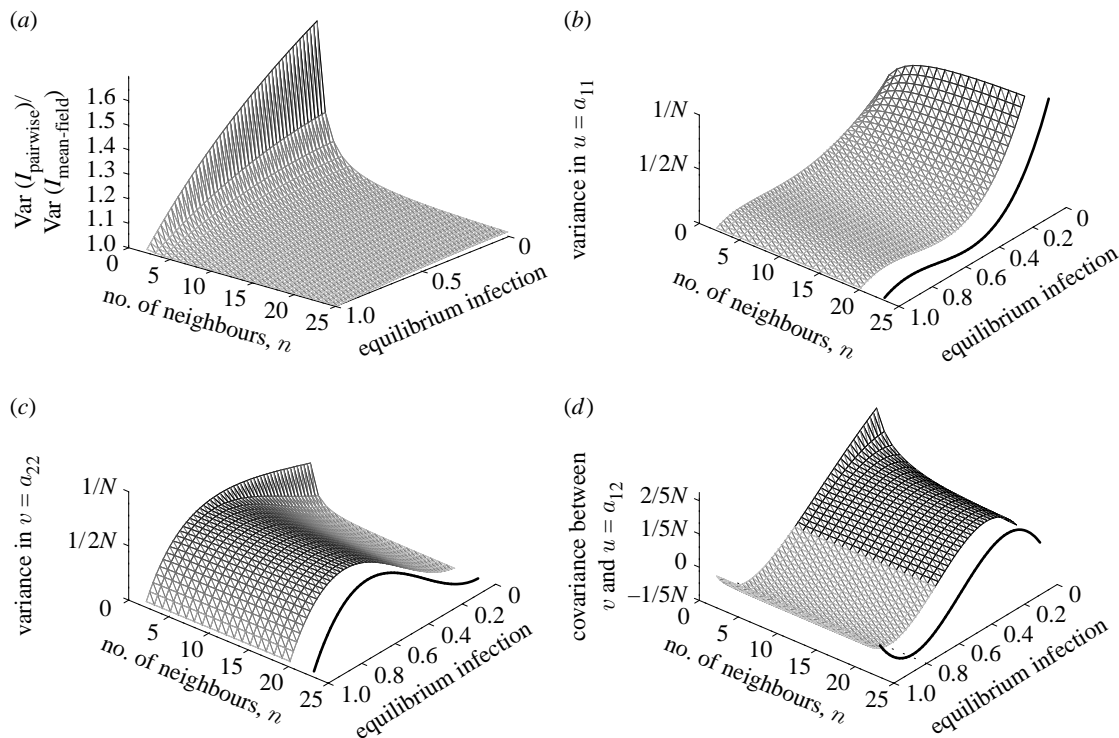 (a)
Var (I_pairwise)/
Var (I_mean-field)
1.6
1.5
1.4
1.3
1.2
1.1
1.0
0
5
10
15
20
25
no. of neighbours, n
1.0
0.5
0
equilibrium infection
(b)
variance in u = a_11
1/N
1/2N
0
5
10
15
20
25
no. of neighbours, n
1.0
0.8
0.6
0.4
0.2
0
equilibrium infection
(c)
variance in v = a_22
1/N
1/2N
0
5
10
15
20
25
no. of neighbours, n
1.0
0.8
0.6
0.4
0.2
0
equilibrium infection
(d)
covariance between
v and u = a_12
2/5N
1/5N
0
−1/5N
0
5
10
15
20
25
no. of neighbours, n
1.0
0.8
0.6
0.4
0.2
0
equilibrium infection